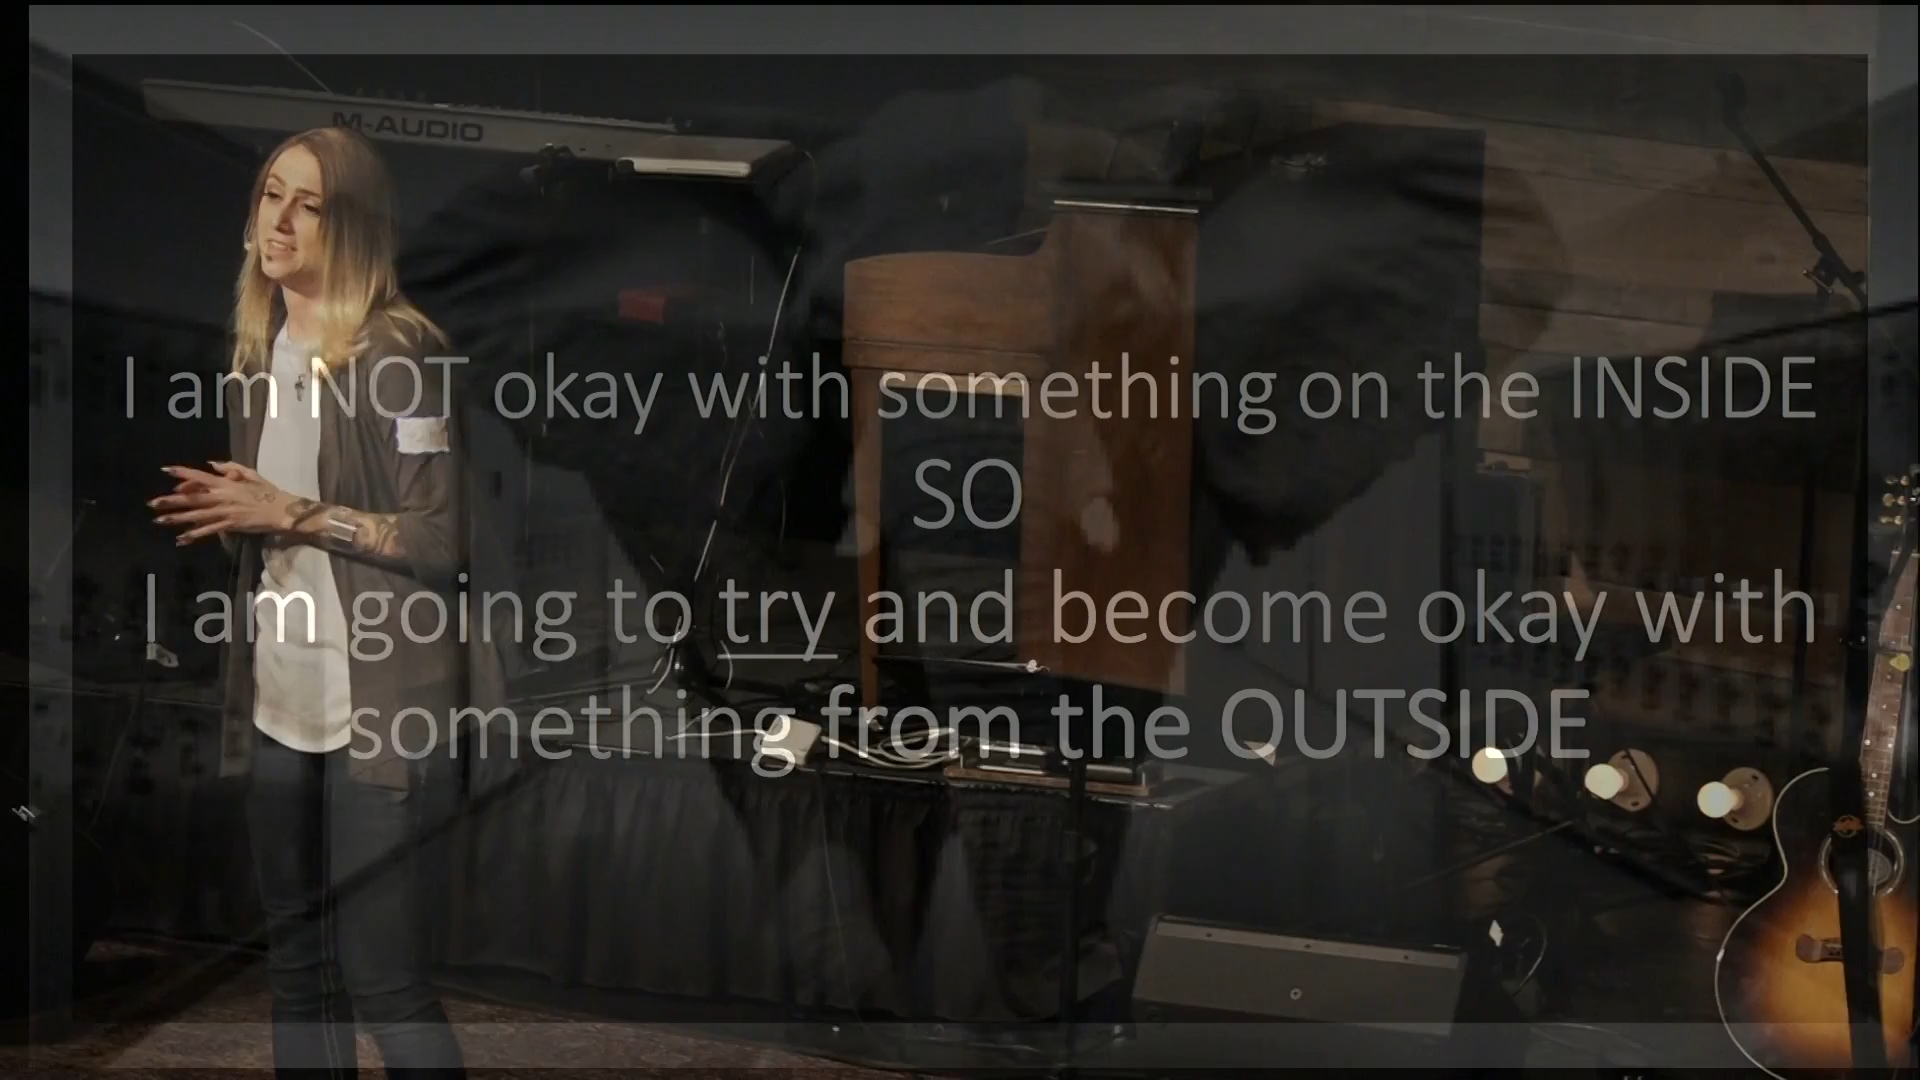 M-AUDIO
I am NOT okay with something on the INSIDE
SO
I am going to try and become okay with
something from the OUTSIDE